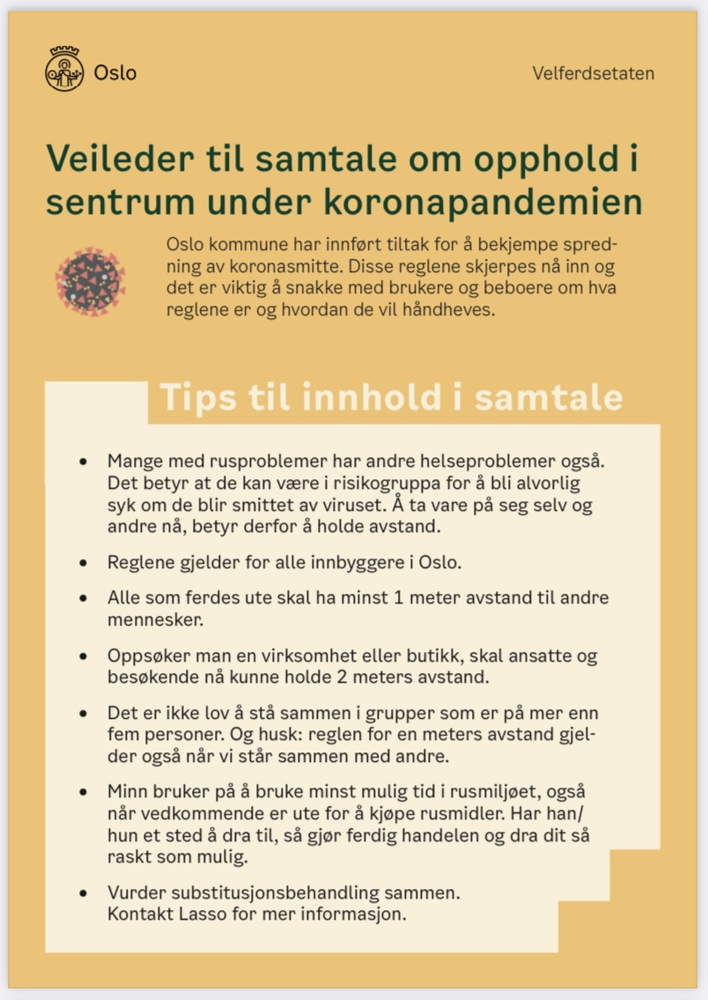 Oslo
Velferdsetaten
Veileder til samtale om opphold i
sentrum under koronapandemien
Oslo kommune har innført tiltak for å bekjempe spred-
ning av koronasmitte. Disse reglene skjerpes nå inn og
det er viktig å snakke med brukere og beboere om hva
reglene er og hvordan de vil håndheves.
Tips til innhold i samtale
• Mange med rusproblemer har andre helseproblemer også.
Det betyr at de kan være i risikogruppa for å bli alvorlig
syk om de blir smittet av viruset. Å ta vare på seg selv og
andre nå, betyr derfor å holde avstand.
• Reglene gjelder for alle innbyggere i Oslo.
• Alle som ferdes ute skal ha minst 1 meter avstand til andre
mennesker.
• Oppsøker man en virksomhet eller butikk, skal ansatte og
besøkende nå kunne holde 2 meters avstand.
• Det er ikke lov å stå sammen i grupper som er på mer enn
fem personer. Og husk: reglen for en meters avstand gjel-
der også når vi står sammen med andre.
• Minn bruker på å bruke minst mulig tid i rusmiljøet, også
når vedkommende er ute for å kjøpe rusmidler. Har han/
hun et sted å dra til, så gjør ferdig handelen og dra dit så
raskt som mulig.
• Vurder substitusjonsbehandling sammen.
Kontakt Lasso for mer informasjon.